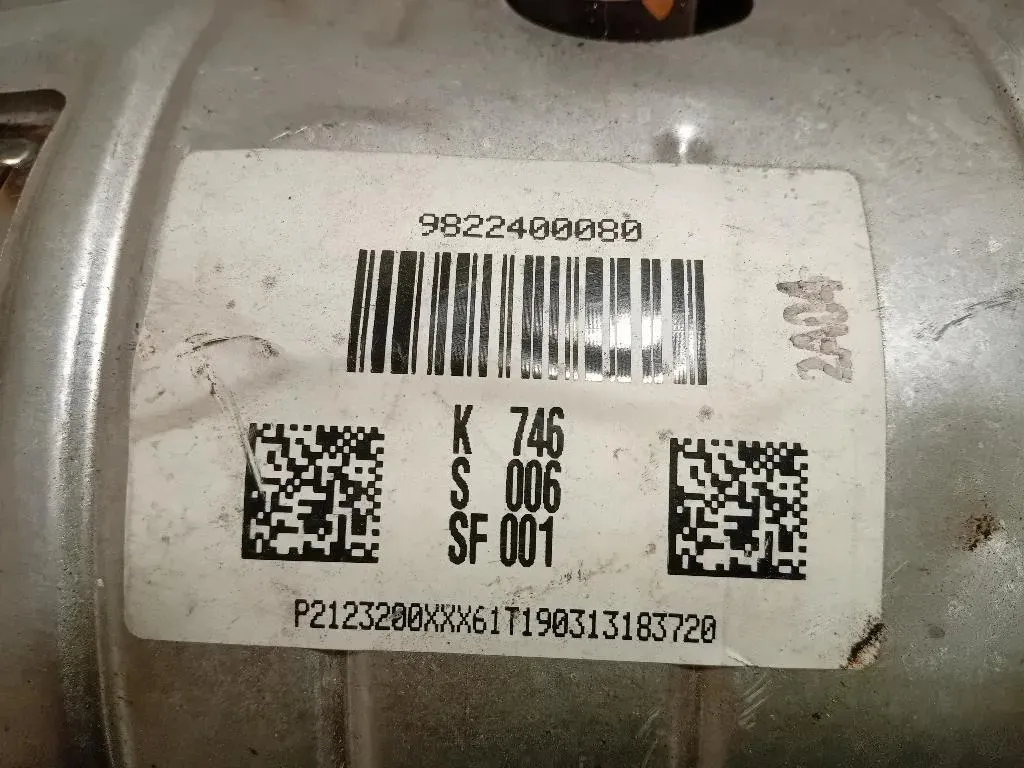 9822400080
K 746
S 006
SF 001
P2123200XXX61T190313183720